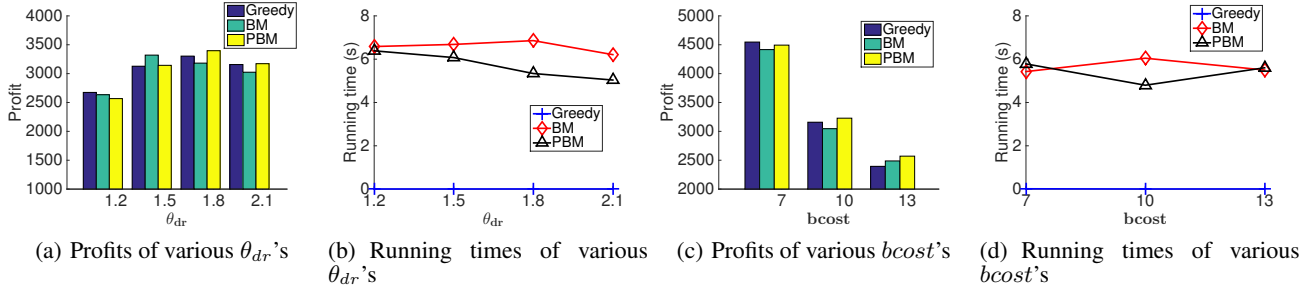 4000
3500
3000
2500
2000
1500
1000
Profit
Greedy
BM
PBM
1.2 1.5 1.8 2.1
θdr
(a) Profits of various θdr's
8
6
4
2
0
Running time (s)
Greedy
BM
PBM
1.2 1.5 1.8 2.1
θdr
(b) Running times of various
θdr's
5000
4500
4000
3500
3000
2500
2000
Profit
Greedy
BM
PBM
7 10 13
bcost
(c) Profits of various bcost's
8
6
4
2
0
Running time (s)
Greedy
BM
PBM
7 10 13
bcost
(d) Running times of various
bcost's